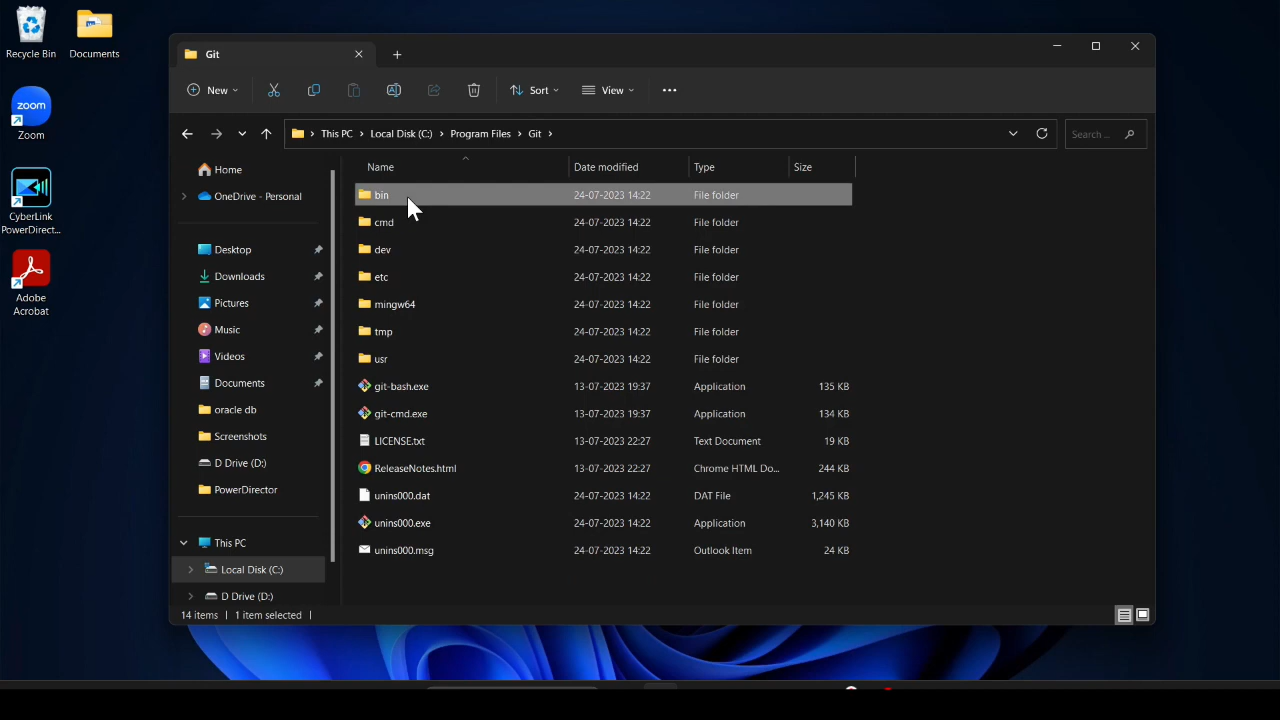 Recycle Bin
Documents
zoom
Zoom
CyberLink
PowerDirect...
Adobe
Acrobat
Git
New
Sort
View
This PC > Local Disk (C:) > Program Files > Git >
Search ...
Name Date modified Type Size
Home
OneDrive - Personal
Desktop
Downloads
Pictures
Music
Videos
Documents
oracle db
Screenshots
D Drive (D:)
PowerDirector
This PC
Local Disk (C:)
D Drive (D:)
bin 24-07-2023 14:22 File folder
cmd 24-07-2023 14:22 File folder
dev 24-07-2023 14:22 File folder
etc 24-07-2023 14:22 File folder
mingw64 24-07-2023 14:22 File folder
tmp 24-07-2023 14:22 File folder
usr 24-07-2023 14:22 File folder
git-bash.exe 13-07-2023 19:37 Application 135 KB
git-cmd.exe 13-07-2023 19:37 Application 134 KB
LICENSE.txt 13-07-2023 22:27 Text Document 19 KB
ReleaseNotes.html 13-07-2023 22:27 Chrome HTML Do... 244 KB
unins000.dat 24-07-2023 14:22 DAT File 1,245 KB
unins000.exe 24-07-2023 14:22 Application 3,140 KB
unins000.msg 24-07-2023 14:22 Outlook Item 24 KB
14 items 1 item selected